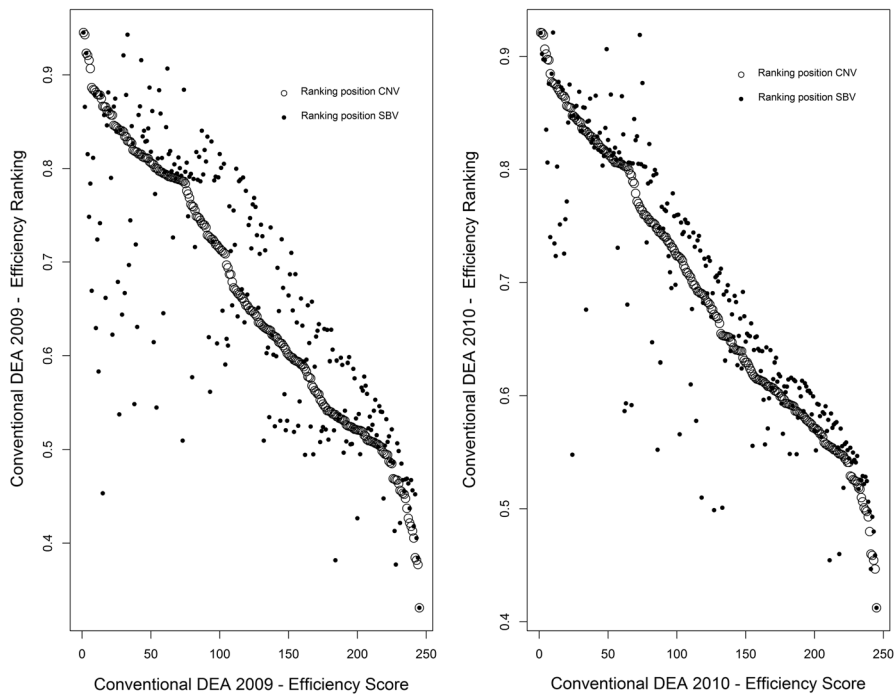 Ranking position CNV
Ranking position SBV
0.9
0.8
0.7
0.6
0.5
0.4
Conventional DEA 2009 - Efficiency Ranking
0 50 100 150 200 250
Conventional DEA 2009 - Efficiency Score
Ranking position CNV
Ranking position SBV
0.9
0.8
0.7
0.6
0.5
0.4
Conventional DEA 2010 - Efficiency Ranking
0 50 100 150 200 250
Conventional DEA 2010 - Efficiency Score